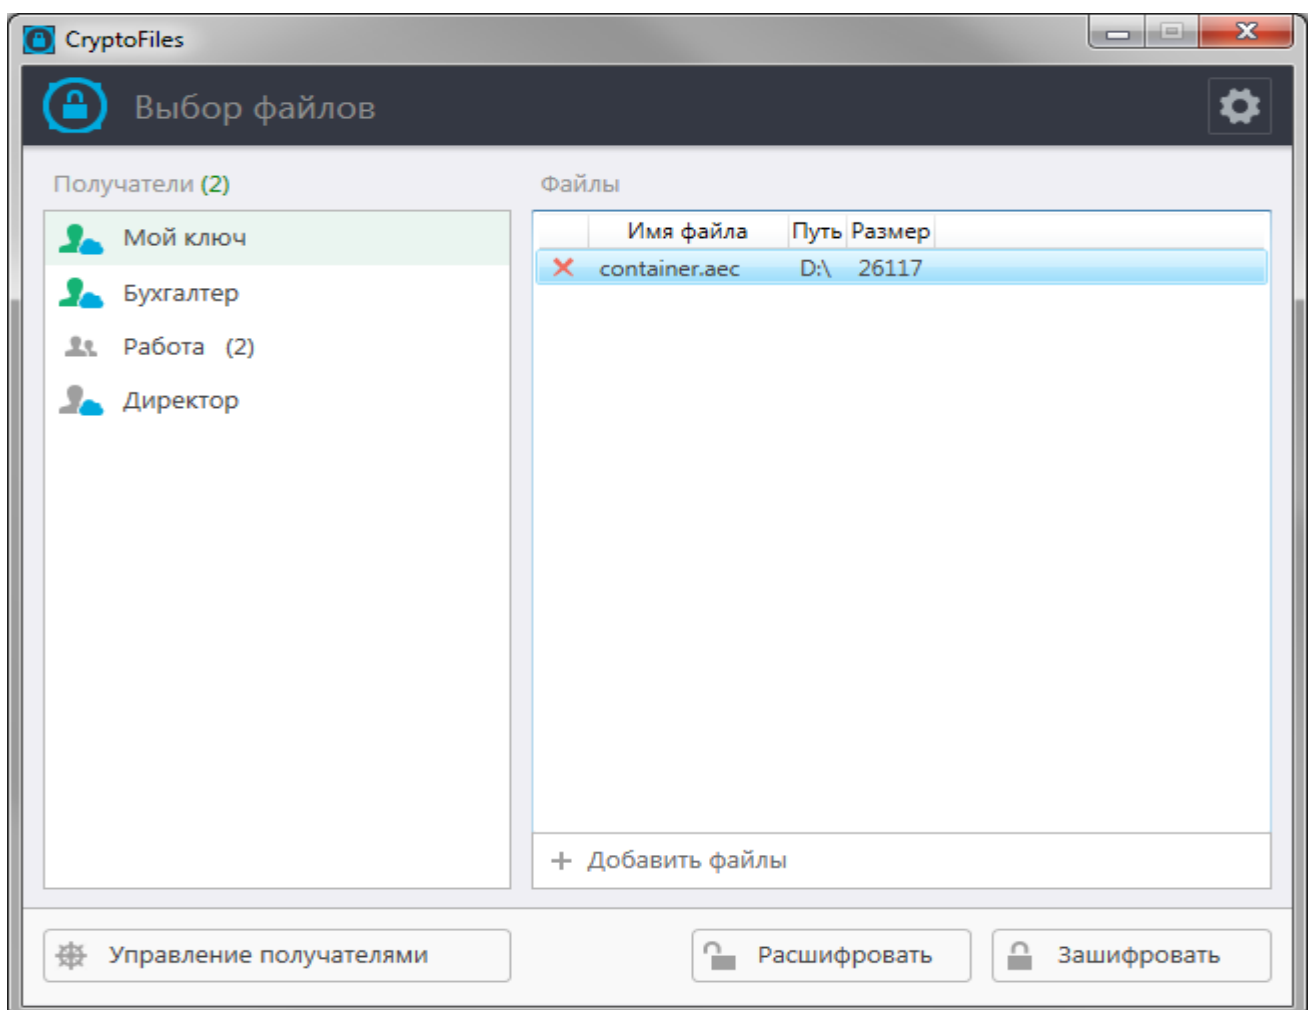 CryptoFiles
Выбор файлов
Получатели (2)
Мой ключ
Бухгалтер
Работа (2)
Директор
Файлы
Имя файла Путь Размер
container.aec D:\ 26117
+ Добавить файлы
Управление получателями
Расшифровать
Зашифровать